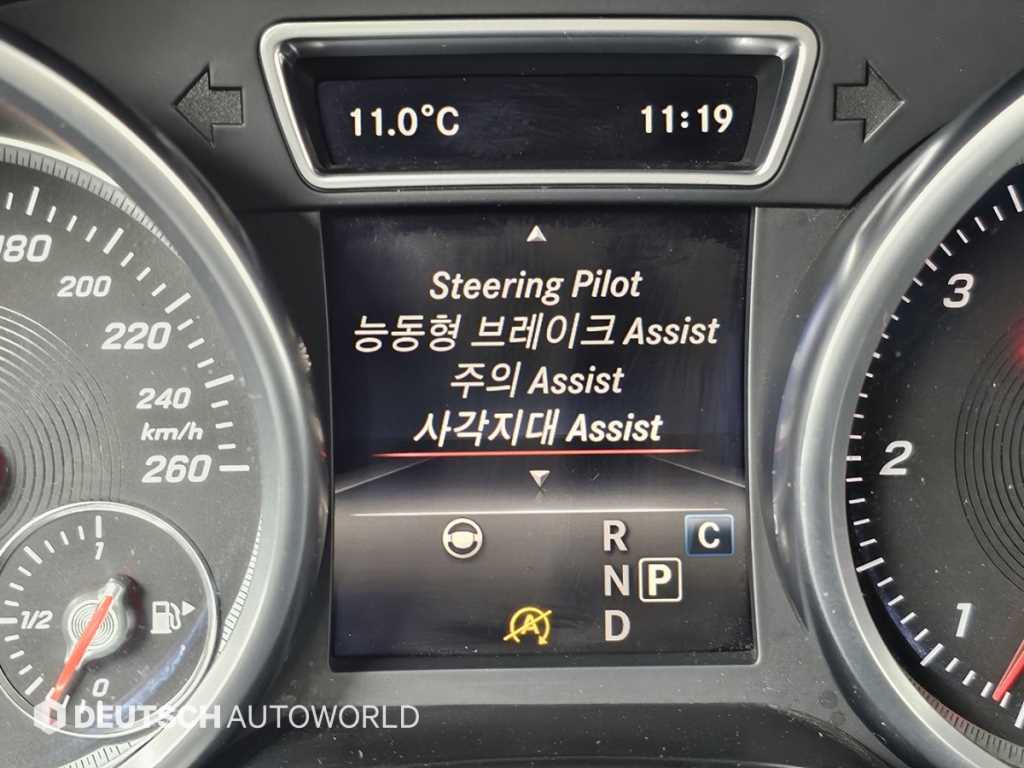 11.0°C 11:19
Steering Pilot
능동형 브레이크 Assist
주의 Assist
사각지대 Assist
R C
N P
D
A
180
200
220
240
km/h
260
1
1/2
0
3
2
1
DEUTSCH AUTOWORLD